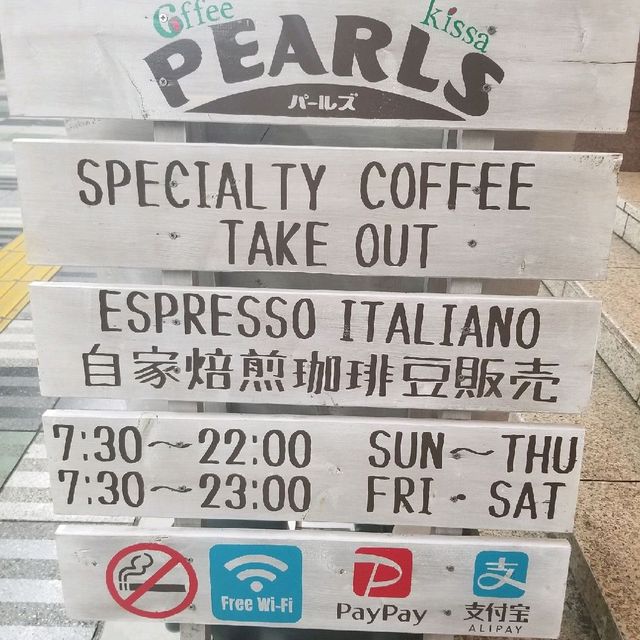 Coffee kissa
PEARLS
パールズ
SPECIALTY COFFEE
TAKE OUT
ESPRESSO ITALIANO
自家焙煎珈琲豆販売
7:30～22:00 SUN～THU
7:30～23:00 FRI・SAT
Free Wi-Fi
PayPay
支
支付宝
ALIPAY